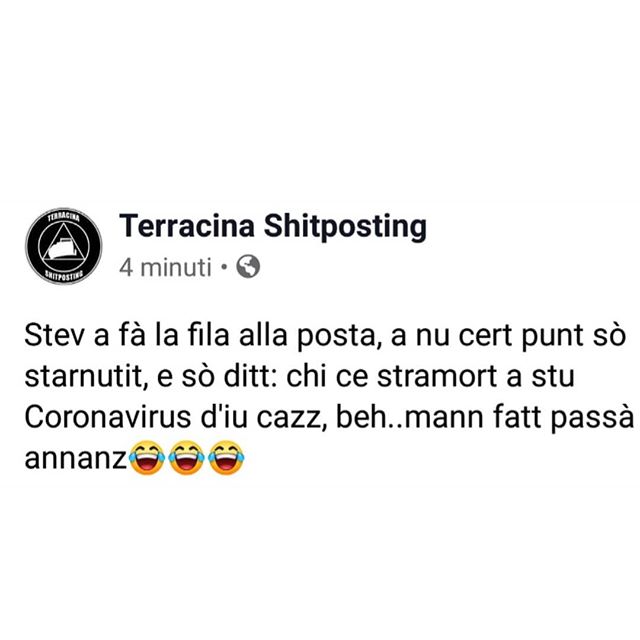 TERRACINA
SHITPOSTING
Terracina Shitposting
4 minuti •
Stev a fà la fila alla posta, a nu cert punt sò
starnutit, e sò ditt: chi ce stramort a stu
Coronavirus d'iu cazz, beh..mann fatt passà
annanz😂😂😂